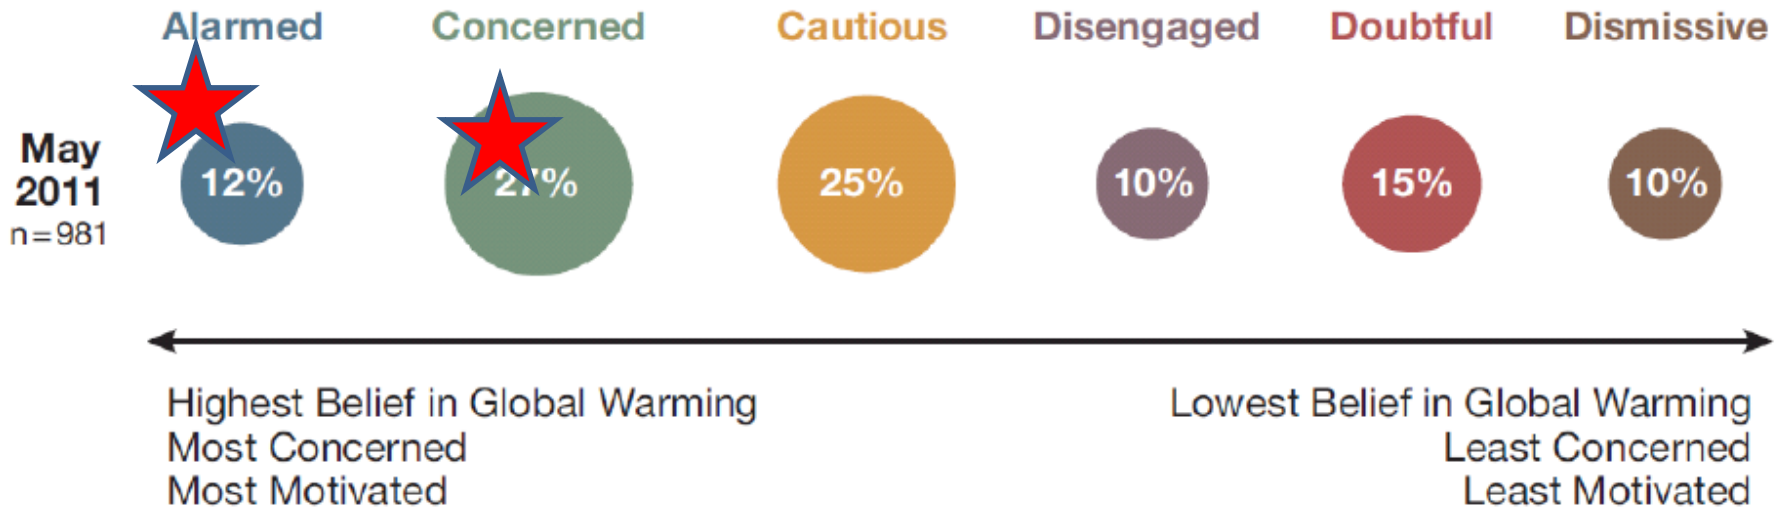 Alarmed Concerned Cautious Disengaged Doubtful Dismissive
May
2011
n=981
12% 27% 25% 10% 15% 10%
Highest Belief in Global Warming
Most Concerned
Most Motivated
Lowest Belief in Global Warming
Least Concerned
Least Motivated